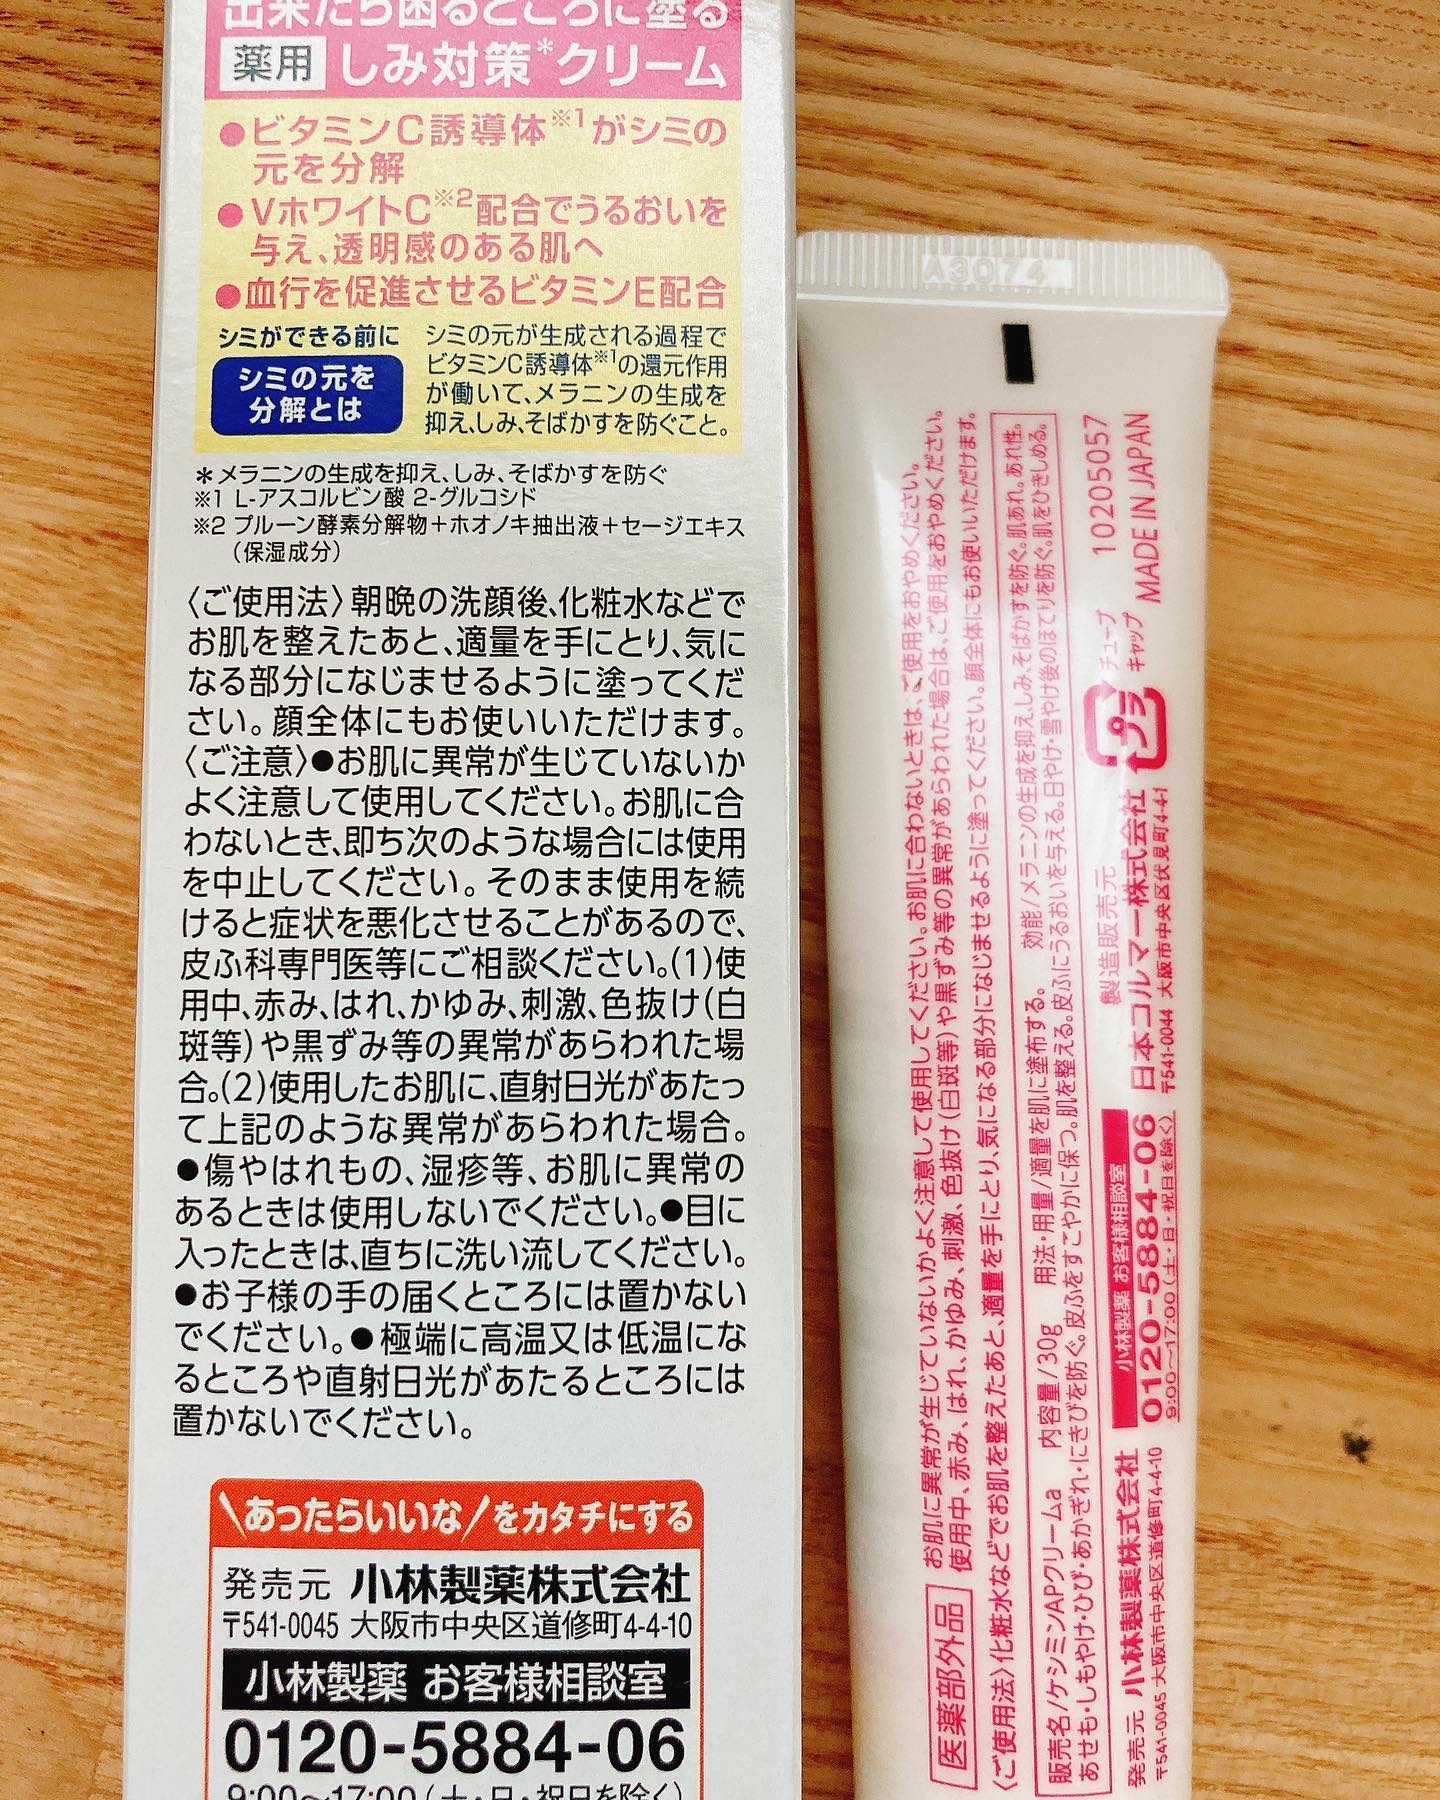 出来たら困るところに塗る
薬用 しみ対策*クリーム
●ビタミンC誘導体※1がシミの
元を分解
●VホワイトC※2配合でうるおいを
与え、透明感のある肌へ
●血行を促進させるビタミンE配合
シミができる前に
シミの元を
分解とは
シミの元が生成される過程で
ビタミンC誘導体※1の還元作用
が働いて、メラニンの生成を
抑え、しみ、そばかすを防ぐこと。
＊メラニンの生成を抑え、しみ、そばかすを防ぐ
※1 L-アスコルビン酸 2-グルコシド
※2 プルーン酵素分解物＋ホオノキ抽出液＋セージエキス
（保湿成分）
〈ご使用法〉朝晩の洗顔後、化粧水などで
お肌を整えたあと、適量を手にとり、気に
なる部分になじませるように塗ってくだ
さい。顔全体にもお使いいただけます。
〈ご注意〉●お肌に異常が生じていないか
よく注意して使用してください。お肌に合
わないとき、即ち次のような場合には使用
を中止してください。そのまま使用を続
けると症状を悪化させることがあるので、
皮ふ科専門医等にご相談ください。(1)使
用中、赤み、はれ、かゆみ、刺激、色抜け（白
斑等）や黒ずみ等の異常があらわれた場
合。(2)使用したお肌に、直射日光があたっ
て上記のような異常があらわれた場合。
●傷やはれもの、湿疹等、お肌に異常の
あるときは使用しないでください。●目に
入ったときは、直ちに洗い流してください。
●お子様の手の届くところには置かない
でください。●極端に高温又は低温にな
るところや直射日光があたるところには
置かないでください。
あったらいいな をカタチにする
発売元 小林製薬株式会社
〒541-0045 大阪市中央区道修町4-4-10
小林製薬 お客様相談室
0120-5884-06
9:00～17:00（土・日・祝日を除く）
A3074
医薬部外品
お肌に異常が生じていないかよく注意して使用してください。お肌に合わないときは、ご使用をおやめください。
使用中、赤み、はれ、かゆみ、刺激、色抜け（白斑等）や黒ずみ等の異常があらわれた場合は、ご使用をおやめください。
〈ご使用法〉化粧水などでお肌を整えたあと、適量を手にとり、気になる部分になじませるように塗ってください。顔全体にもお使いいただけます。
販売名/ケシミンAPクリームa 内容量/30g 用法・用量/適量を肌に塗布する。 効能/メラニンの生成を抑え、しみ、そばかすを防ぐ。肌あれ。あれ性。
あせも・しもやけ・ひび・あかぎれ・にきびを防ぐ。皮ふをすこやかに保つ。肌を整える。皮ふにうるおいを与える。日やけ・雪やけ後のほてりを防ぐ。肌をひきしめる。
発売元 小林製薬株式会社
〒541-0045 大阪市中央区道修町4-4-10
小林製薬 お客様相談室
0120-5884-06
9:00～17:00（土・日・祝日を除く）
製造販売元
日本コルマー株式会社
〒541-0044 大阪市中央区伏見町4-4-1
プラ
チューブ
キャップ
10205057
MADE IN JAPAN